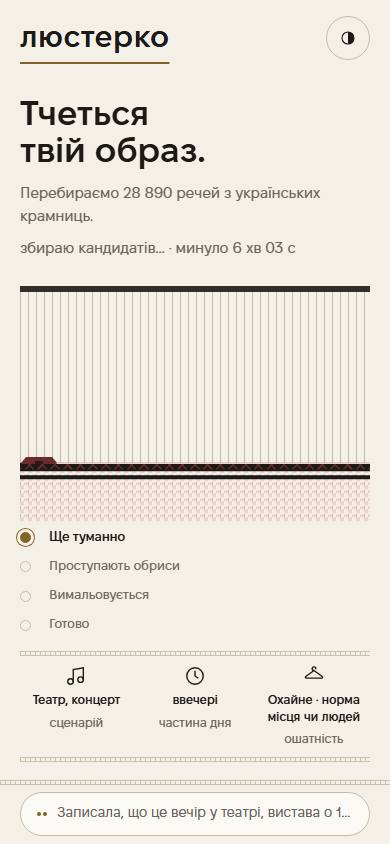 люстерко
Тчеться
твій образ.
Перебираємо 28 890 речей з українських
крамниць.
збираю кандидатів... · минуло 6 хв 03 с
Ще туманно
Проступають обриси
Вимальовується
Готово
Театр, концерт
сценарій
ввечері
частина дня
Охайне · норма
місця чи людей
ошатність
Записала, що це вечір у театрі, вистава о 1...